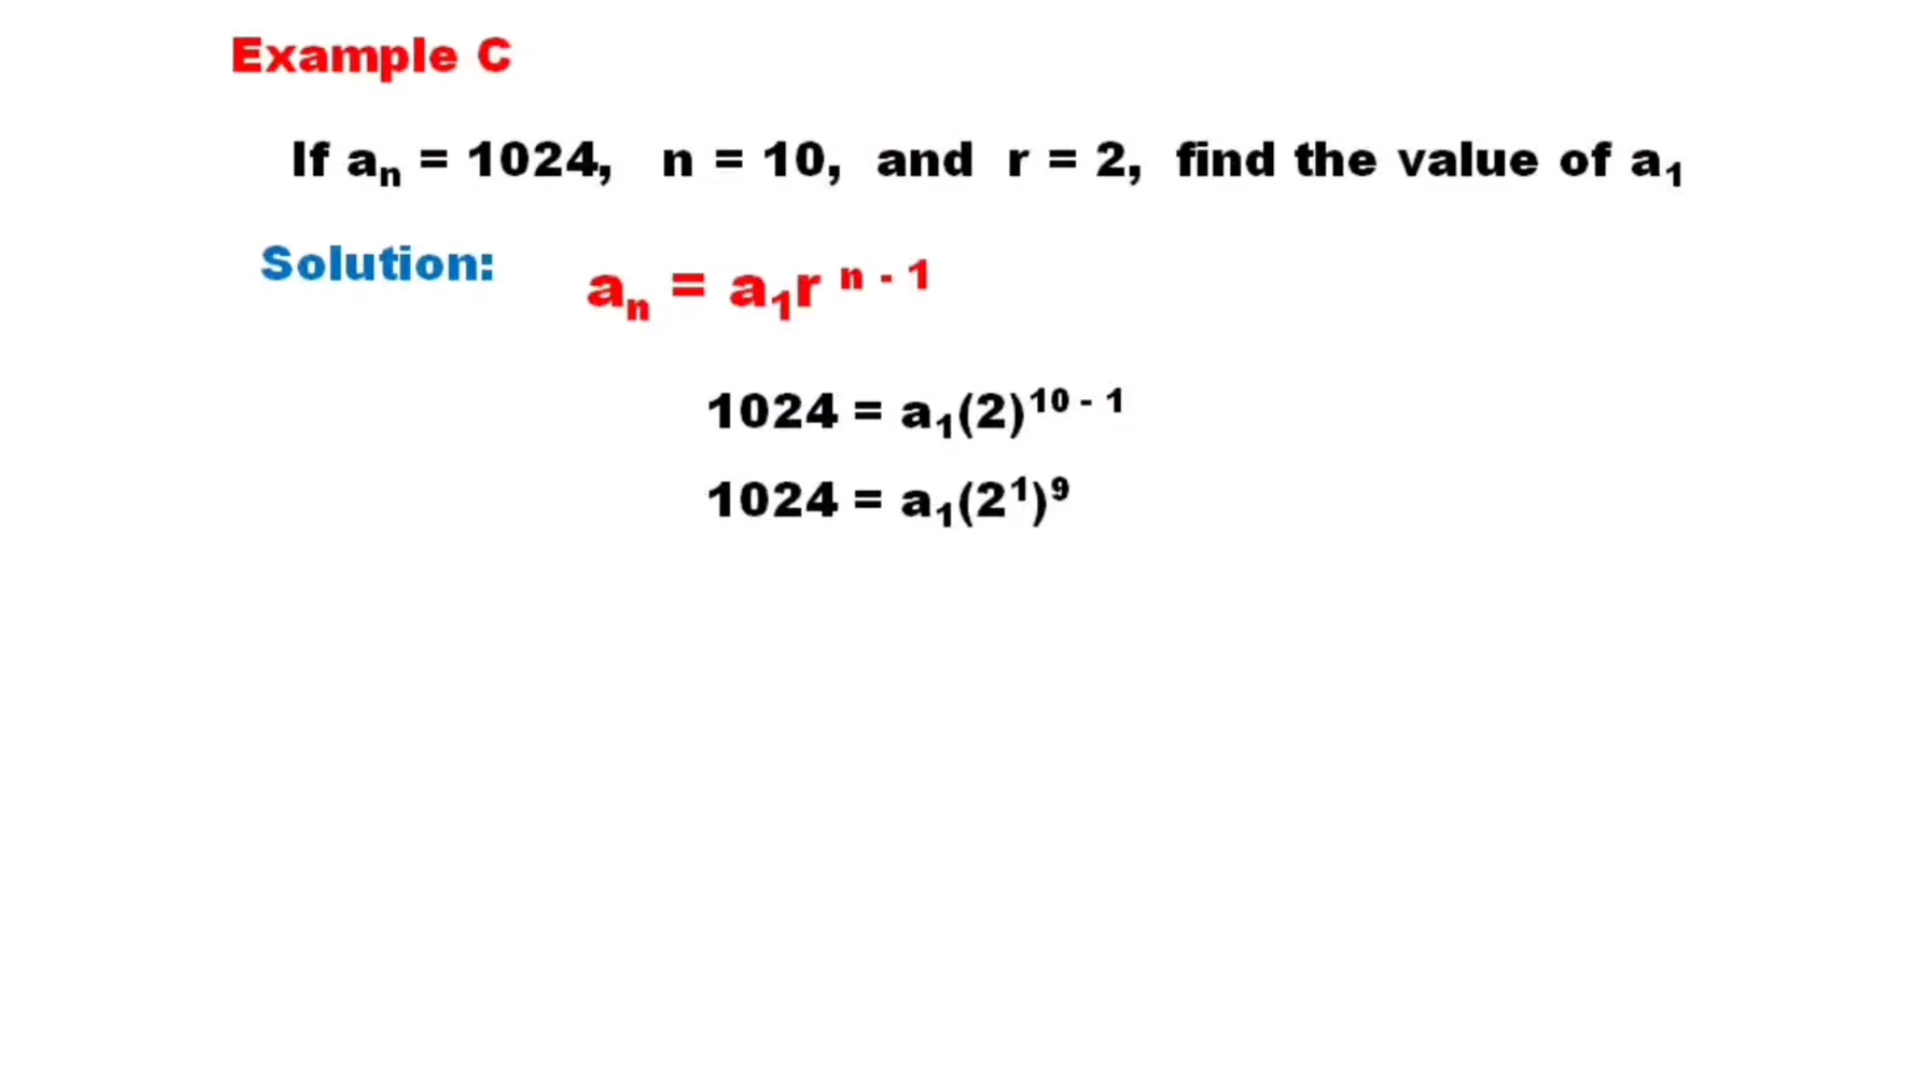 Example C
If aₙ = 1024, n = 10, and r = 2, find the value of a₁
Solution:
aₙ = a₁r ⁿ ⁻ ¹
1024 = a₁(2)¹⁰ ⁻ ¹
1024 = a₁(2¹)⁹